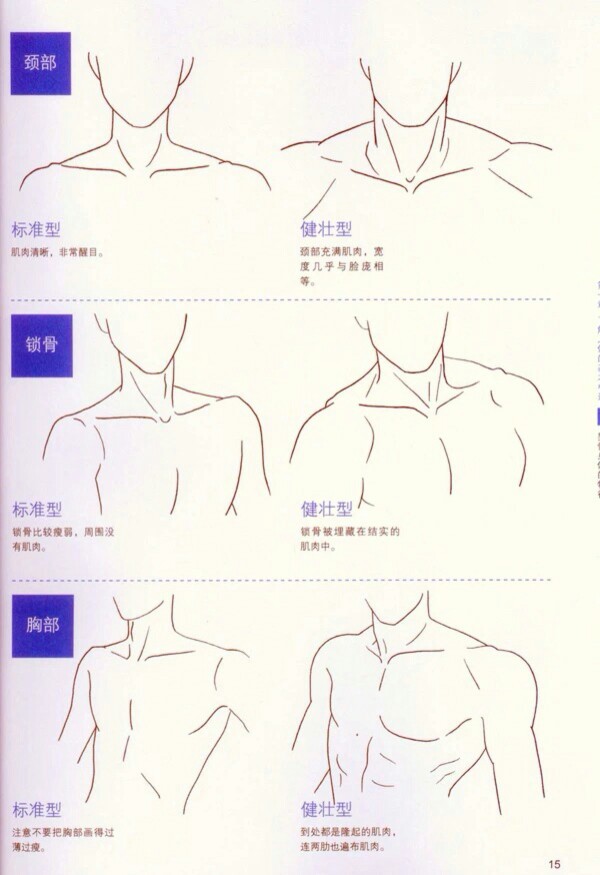 颈部
标准型
肌肉清晰，非常醒目。
健壮型
颈部充满肌肉，宽
度几乎与脸庞相
等。
锁骨
标准型
锁骨比较瘦弱，周围没
有肌肉。
健壮型
锁骨被埋藏在结实的
肌肉中。
胸部
标准型
注意不要把胸部画得过
薄过瘦。
健壮型
到处都是隆起的肌肉，
连两肋也遍布肌肉。
15